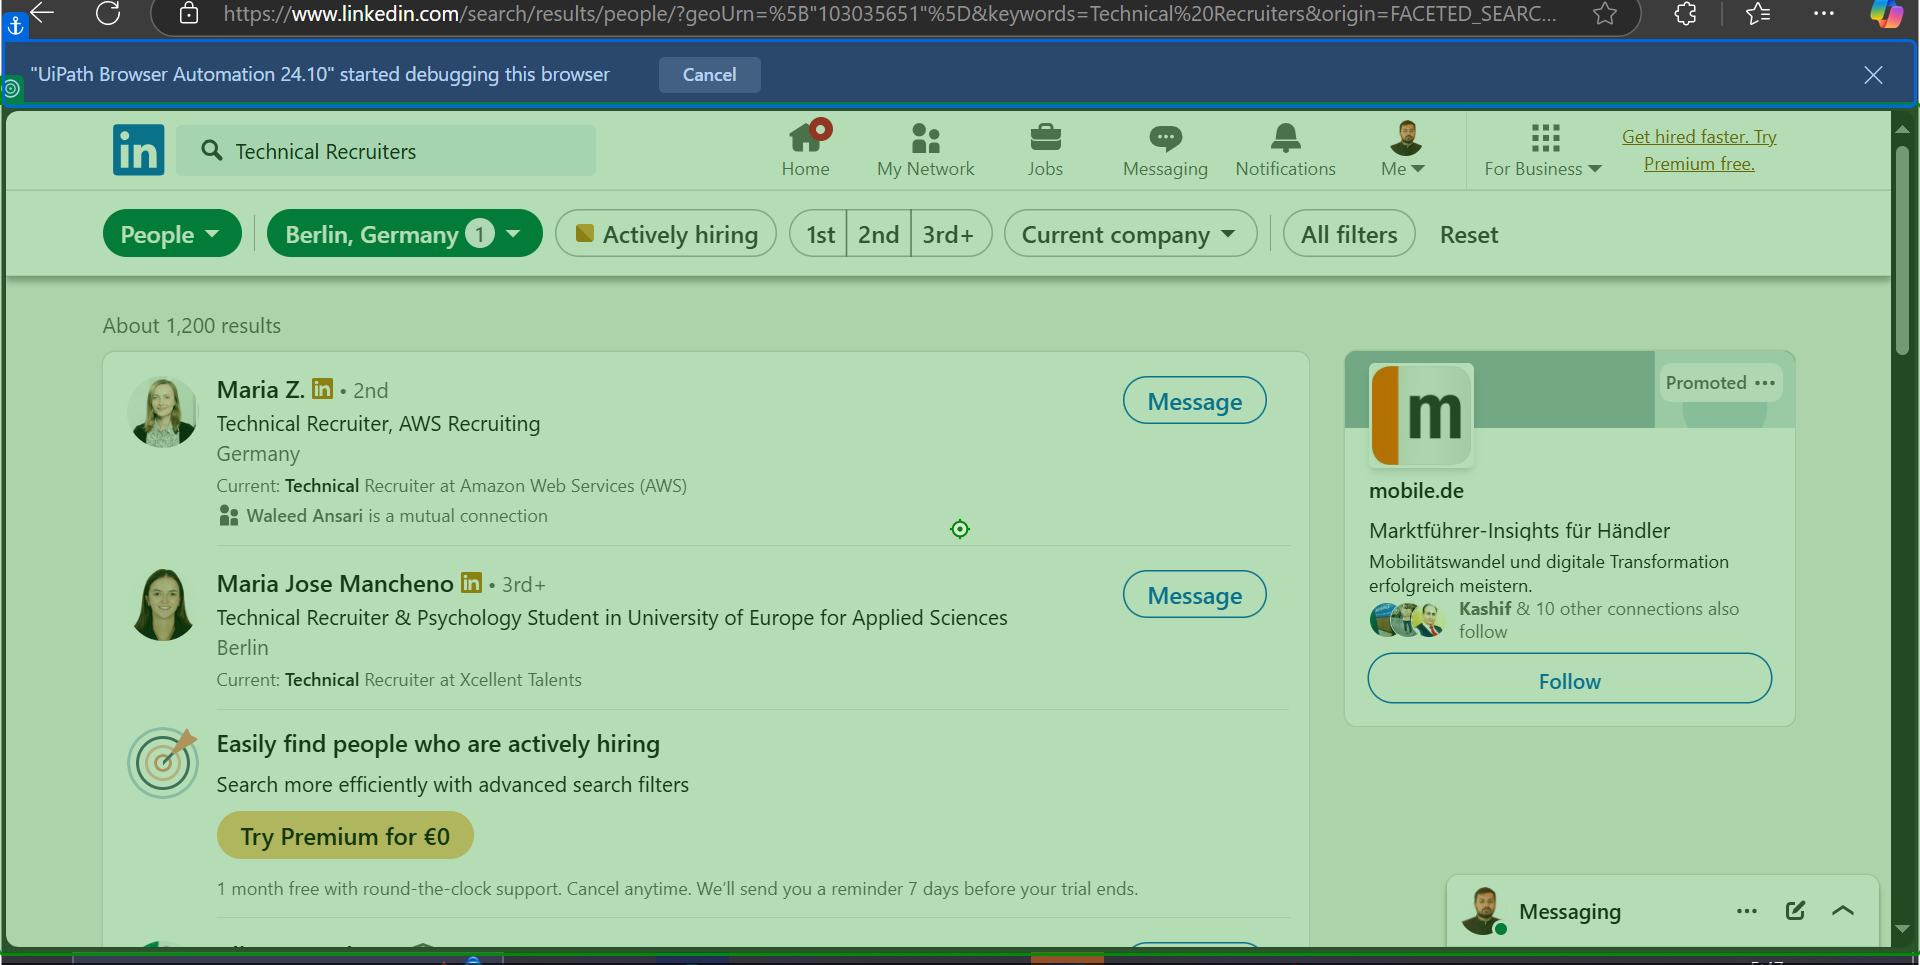 https://www.linkedin.com/search/results/people/?geoUrn=%5B"103035651"%5D&keywords=Technical%20Recruiters&origin=FACETED_SEARC...
"UiPath Browser Automation 24.10" started debugging this browser
Cancel
in
Technical Recruiters
Home
My Network
Jobs
Messaging
Notifications
Me
For Business
Get hired faster. Try
Premium free.
People
Berlin, Germany 1
Actively hiring
1st
2nd
3rd+
Current company
All filters
Reset
About 1,200 results
Maria Z. in • 2nd
Technical Recruiter, AWS Recruiting
Germany
Current: Technical Recruiter at Amazon Web Services (AWS)
Waleed Ansari is a mutual connection
Message
Maria Jose Mancheno in • 3rd+
Technical Recruiter & Psychology Student in University of Europe for Applied Sciences
Berlin
Current: Technical Recruiter at Xcellent Talents
Message
Easily find people who are actively hiring
Search more efficiently with advanced search filters
Try Premium for €0
1 month free with round-the-clock support. Cancel anytime. We'll send you a reminder 7 days before your trial ends.
Promoted
m
mobile.de
Marktführer-Insights für Händler
Mobilitätswandel und digitale Transformation
erfolgreich meistern.
Kashif & 10 other connections also
follow
Follow
Messaging